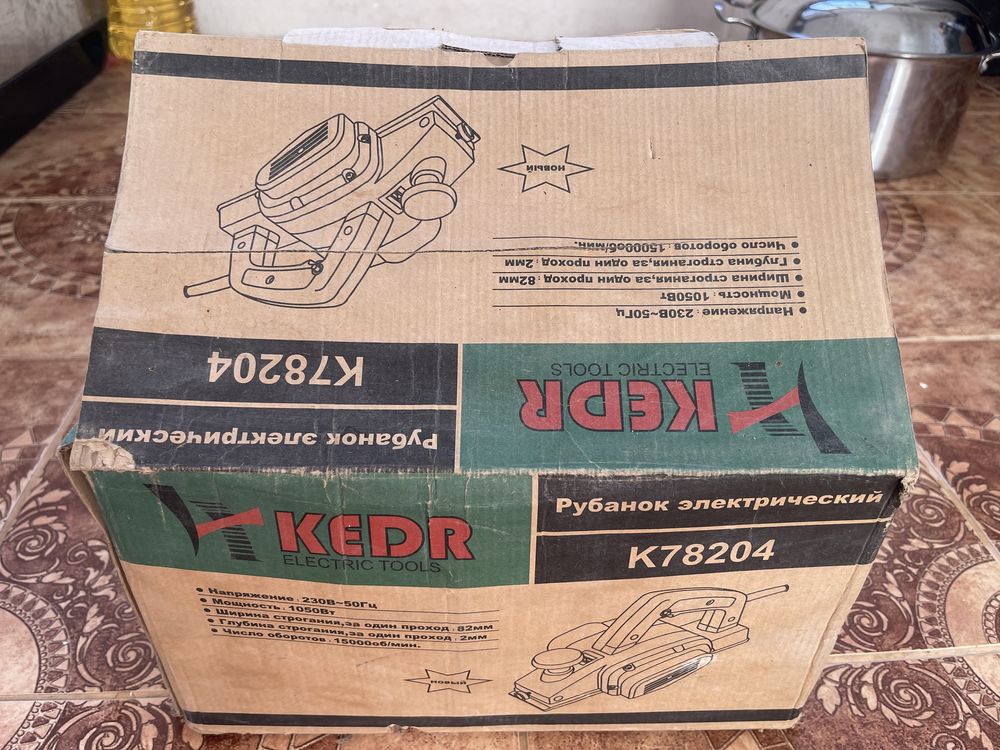 новый
Число оборотов : 15000об/мин.
Глубина строгания,за один проход : 2мм
Ширина строгания,за один проход : 82мм
Мощность : 1050Вт
Напряжение : 230В~50Гц
K78204
Рубанок электрический
KEDR
ELECTRIC TOOLS
KEDR
ELECTRIC TOOLS
Рубанок электрический
K78204
Напряжение : 230В~50Гц
Мощность : 1050Вт
Ширина строгания,за один проход : 82мм
Глубина строгания,за один проход : 2мм
Число оборотов : 15000об/мин.
новый